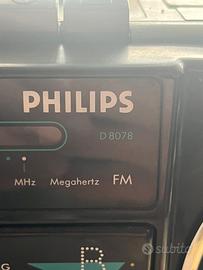 PHILIPS
D 8078
MHz Megahertz FM
G
R
subito